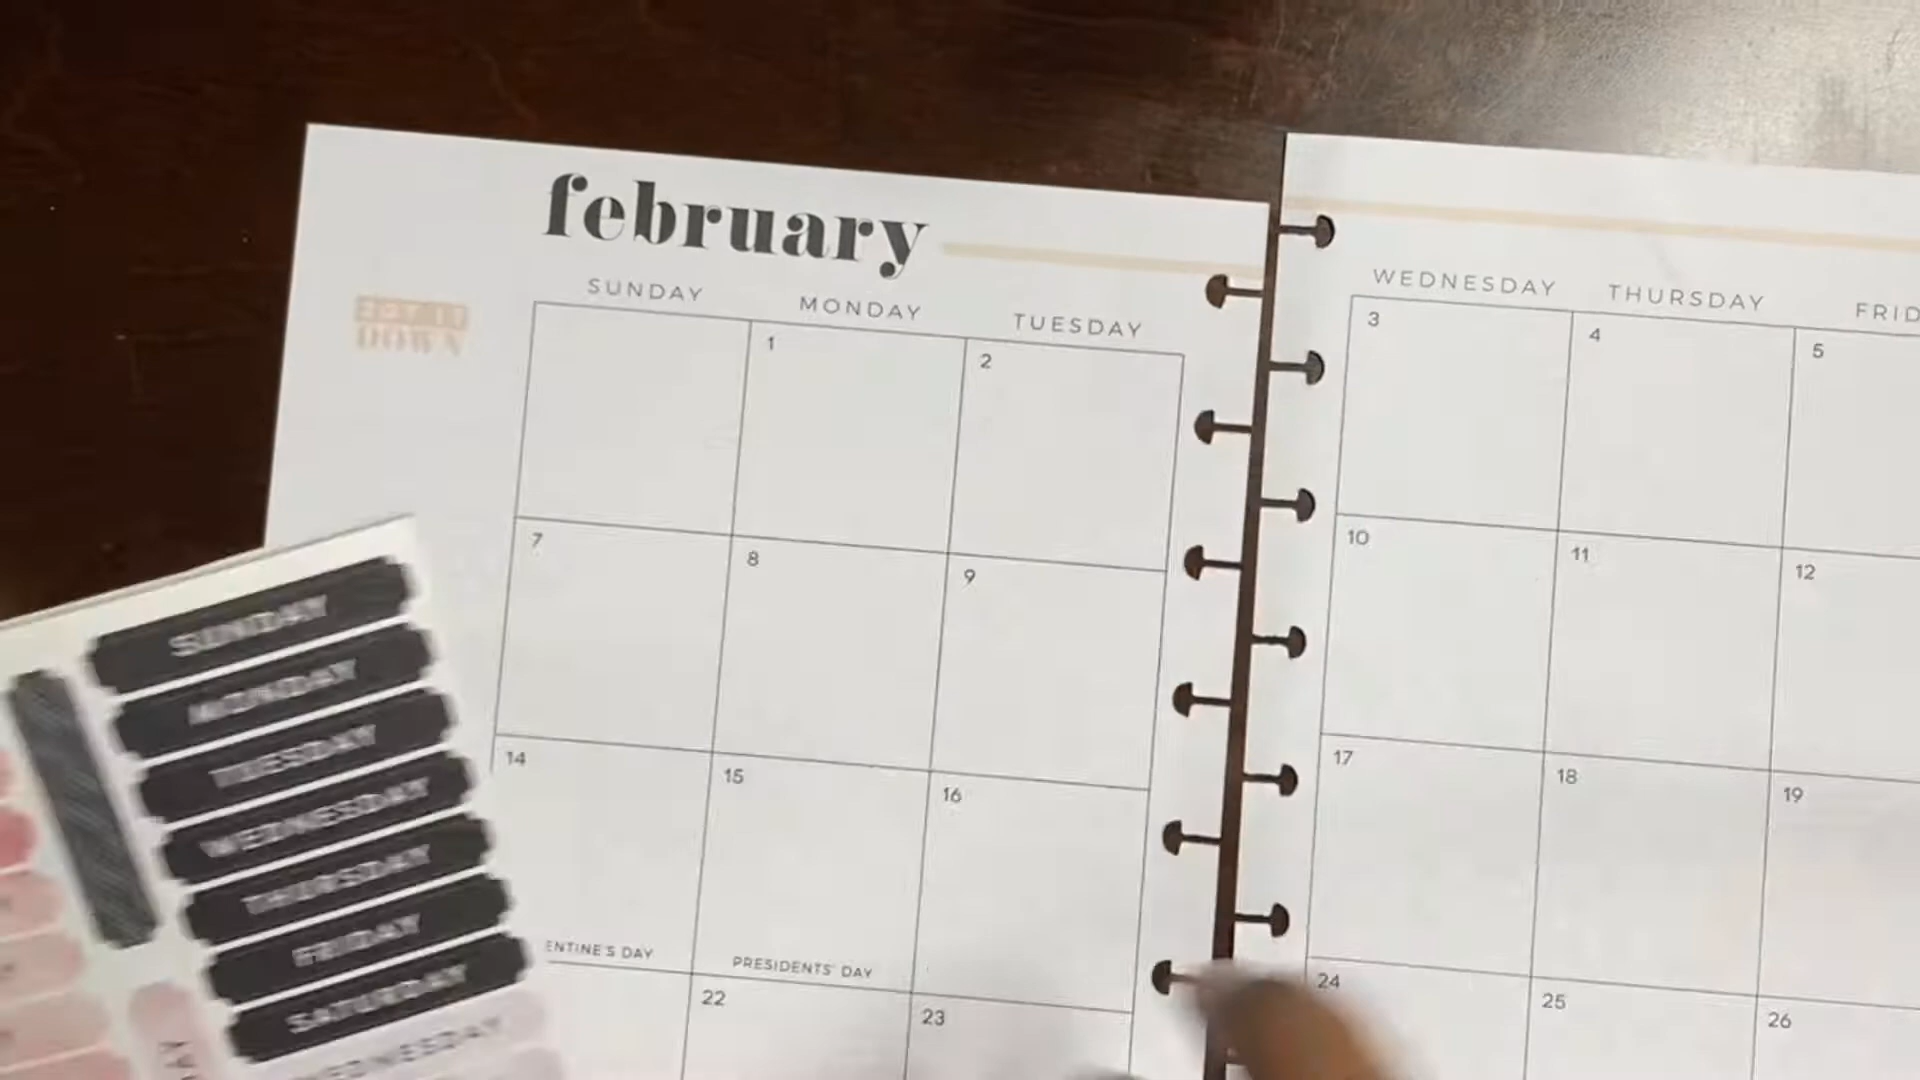 february
SUNDAY MONDAY TUESDAY
WEDNESDAY THURSDAY FRID
DOWN
1 2
3 4 5
7 8 9
10 11 12
14 15 16
17 18 19
ENTINE'S DAY PRESIDENTS' DAY
22 23
24 25 26
SUNDAY
MONDAY
TUESDAY
WEDNESDAY
THURSDAY
FRIDAY
SATURDAY
WEDNESDAY